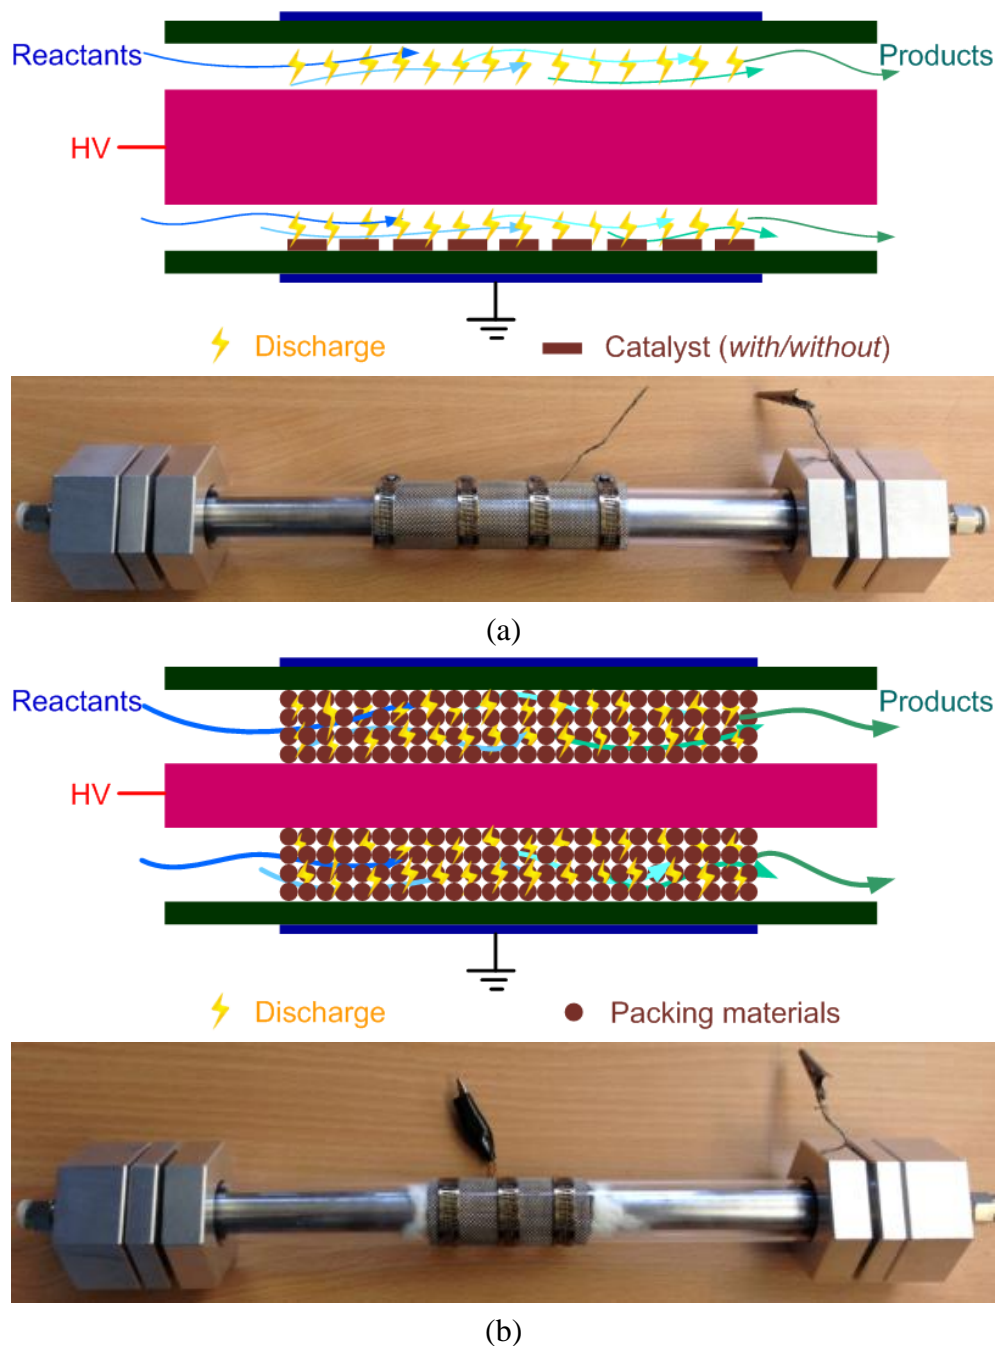 Reactants
Products
HV
Discharge
Catalyst (with/without)
(a)
Reactants
Products
HV
Discharge
Packing materials
(b)